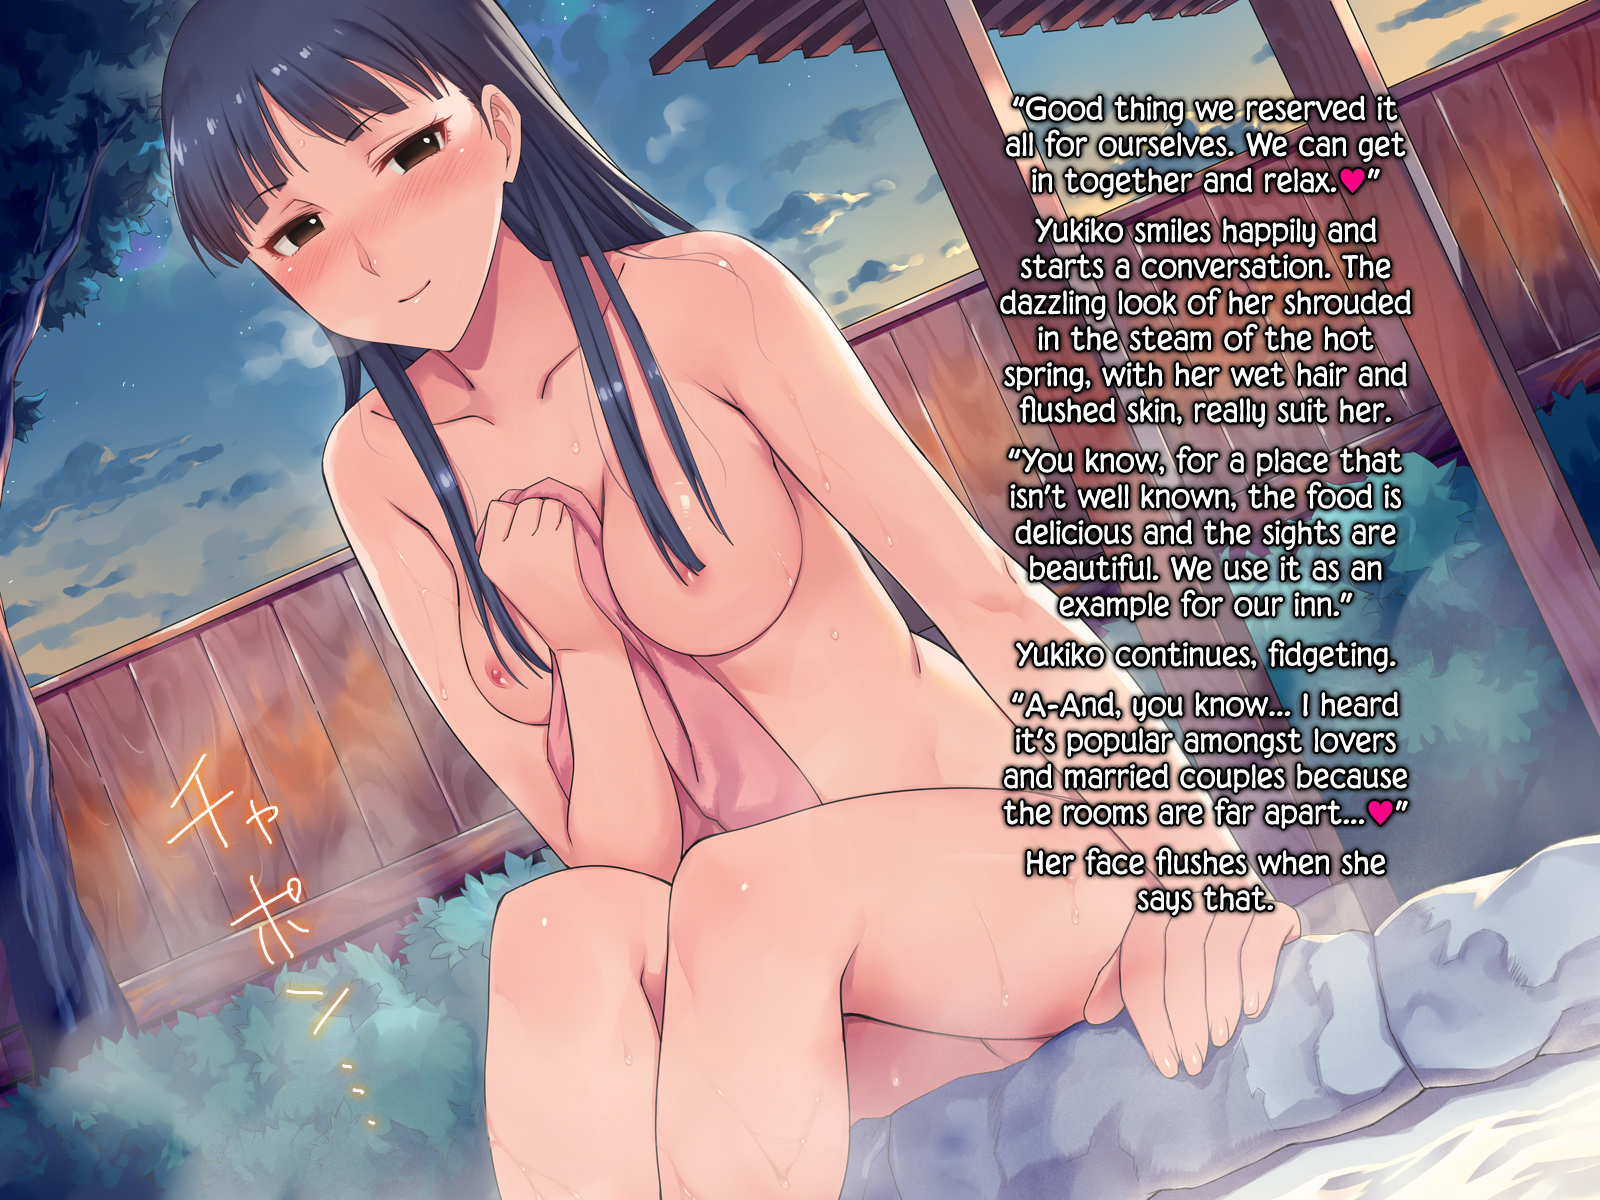 “Good thing we reserved it
all for ourselves. We can get
in together and relax.♥”
Yukiko smiles happily and
starts a conversation. The
dazzling look of her shrouded
in the steam of the hot
spring, with her wet hair and
flushed skin, really suit her.
“You know, for a place that
isn't well known, the food is
delicious and the sights are
beautiful. We use it as an
example for our inn.”
Yukiko continues, fidgeting.
“A-And, you know... I heard
it's popular amongst lovers
and married couples because
the rooms are far apart...♥”
Her face flushes when she
says that.
チャポン…